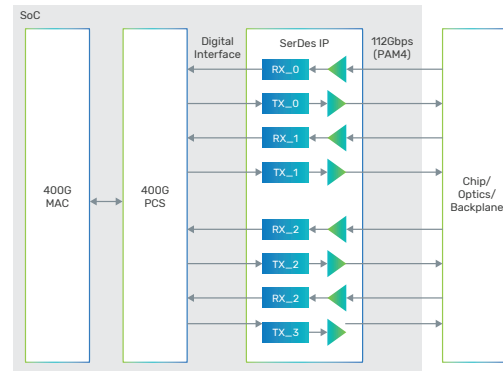 SoC
Digital
Interface
SerDes IP
112Gbps
(PAM4)
RX_0
TX_0
RX_1
TX_1
400G
MAC
400G
PCS
Chip/
Optics/
Backplane
RX_2
TX_2
RX_2
TX_3